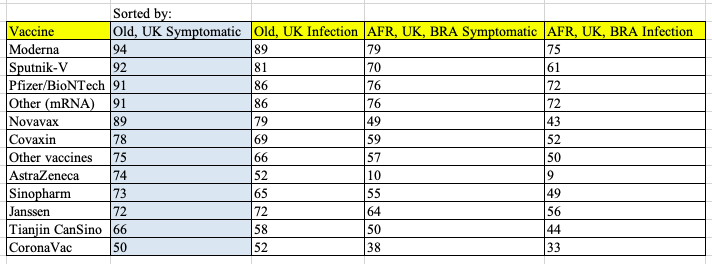 Sorted by:
Vaccine Old, UK Symptomatic Old, UK Infection AFR, UK, BRA Symptomatic AFR, UK, BRA Infection
Moderna 94 89 79 75
Sputnik-V 92 81 70 61
Pfizer/BioNTech 91 86 76 72
Other (mRNA) 91 86 76 72
Novavax 89 79 49 43
Covaxin 78 69 59 52
Other vaccines 75 66 57 50
AstraZeneca 74 52 10 9
Sinopharm 73 65 55 49
Janssen 72 72 64 56
Tianjin CanSino 66 58 50 44
CoronaVac 50 52 38 33